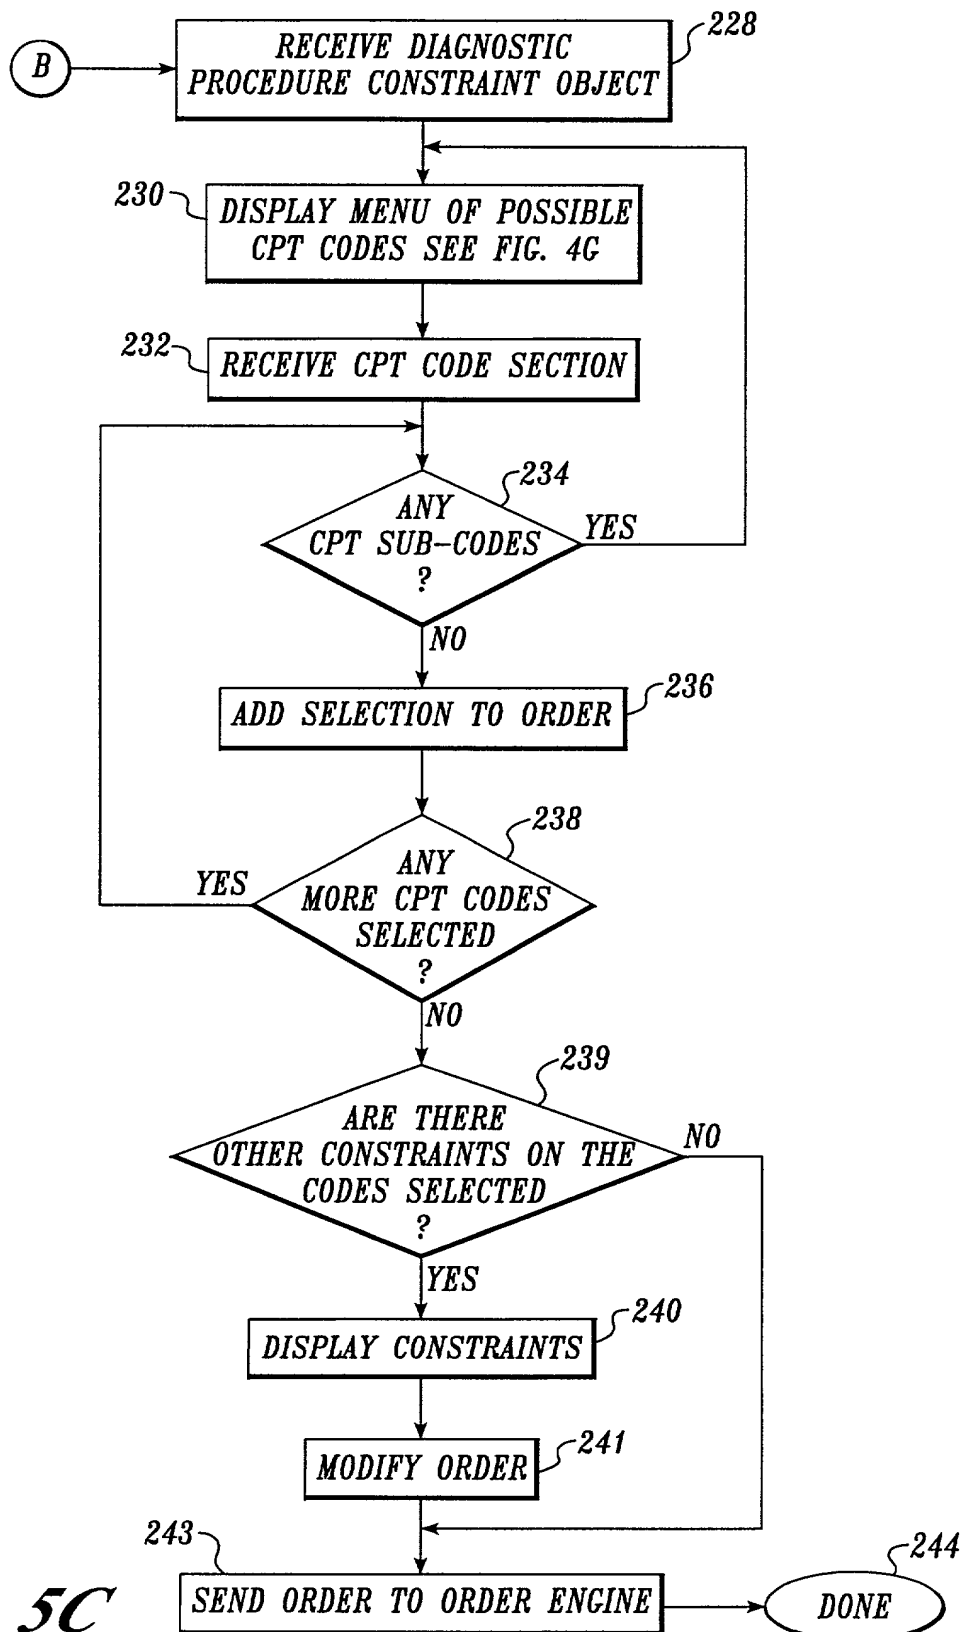 228
RECEIVE DIAGNOSTIC
PROCEDURE CONSTRAINT OBJECT
B
230
DISPLAY MENU OF POSSIBLE
CPT CODES SEE FIG. 4G
232
RECEIVE CPT CODE SECTION
234
ANY
CPT SUB-CODES
?
YES
NO
236
ADD SELECTION TO ORDER
238
ANY
MORE CPT CODES
SELECTED
?
YES
NO
239
ARE THERE
OTHER CONSTRAINTS ON THE
CODES SELECTED
?
NO
YES
240
DISPLAY CONSTRAINTS
241
MODIFY ORDER
243
SEND ORDER TO ORDER ENGINE
244
DONE
5C